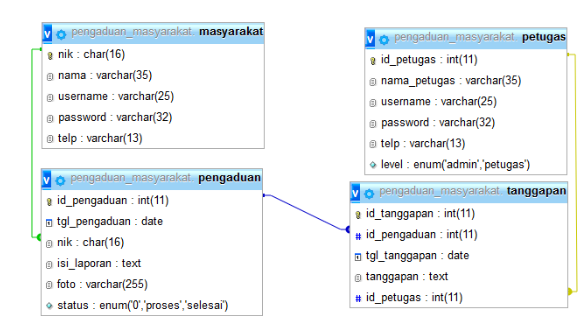 v pengaduan_masyarakat masyarakat
nik : char(16)
nama : varchar(35)
username : varchar(25)
password : varchar(32)
telp : varchar(13)
v pengaduan_masyarakat petugas
id_petugas : int(11)
nama_petugas : varchar(35)
username : varchar(25)
password : varchar(32)
telp : varchar(13)
level : enum('admin','petugas')
v pengaduan_masyarakat pengaduan
id_pengaduan : int(11)
tgl_pengaduan : date
nik : char(16)
isi_laporan : text
foto : varchar(255)
status : enum('0','proses','selesai')
v pengaduan_masyarakat tanggapan
id_tanggapan : int(11)
# id_pengaduan : int(11)
tgl_tanggapan : date
tanggapan : text
# id_petugas : int(11)